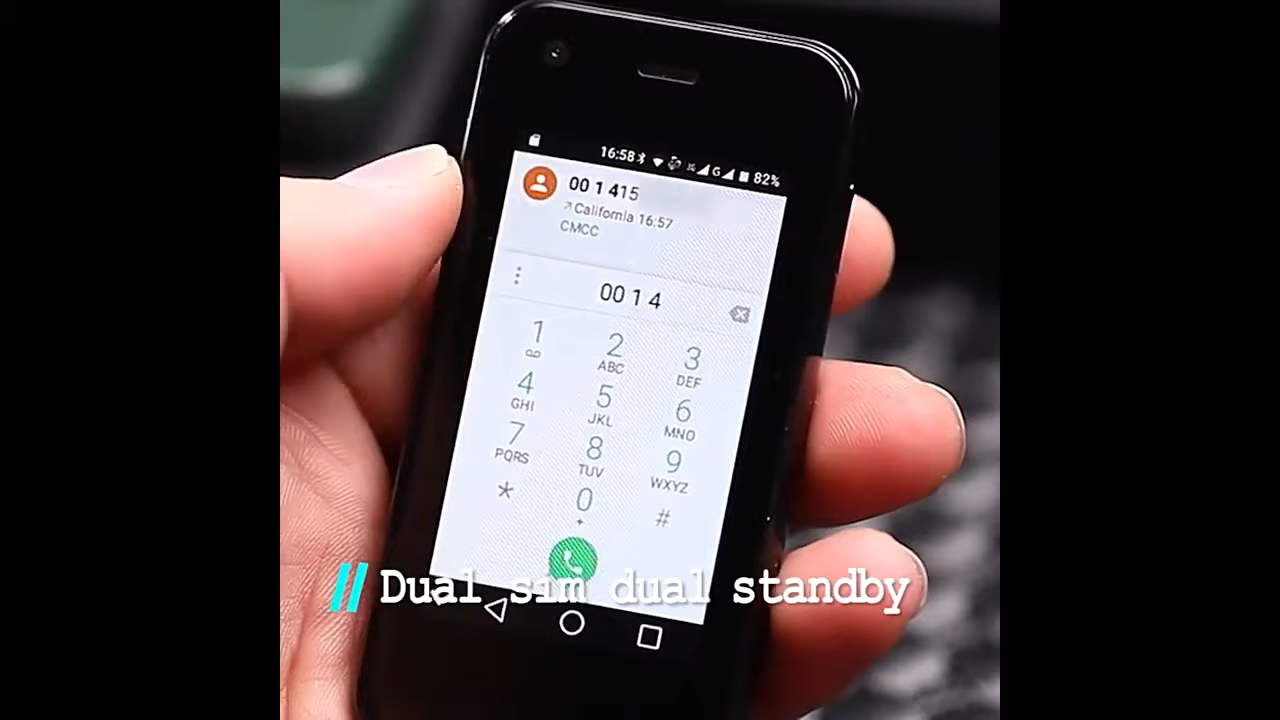 16:58 G 82%
00 1 415
California 16:57
CMCC
00 1 4
1 2 ABC 3 DEF
4 GHI 5 JKL 6 MNO
7 PQRS 8 TUV 9 WXYZ
* 0 + #
// Dual sim dual standby